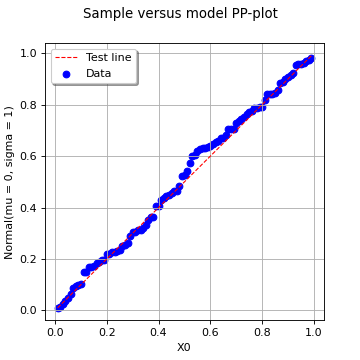 Sample versus model PP-plot
Test line
Data
Normal(mu = 0, sigma = 1)
1.0
0.8
0.6
0.4
0.2
0.0
0.0 0.2 0.4 0.6 0.8 1.0
X0